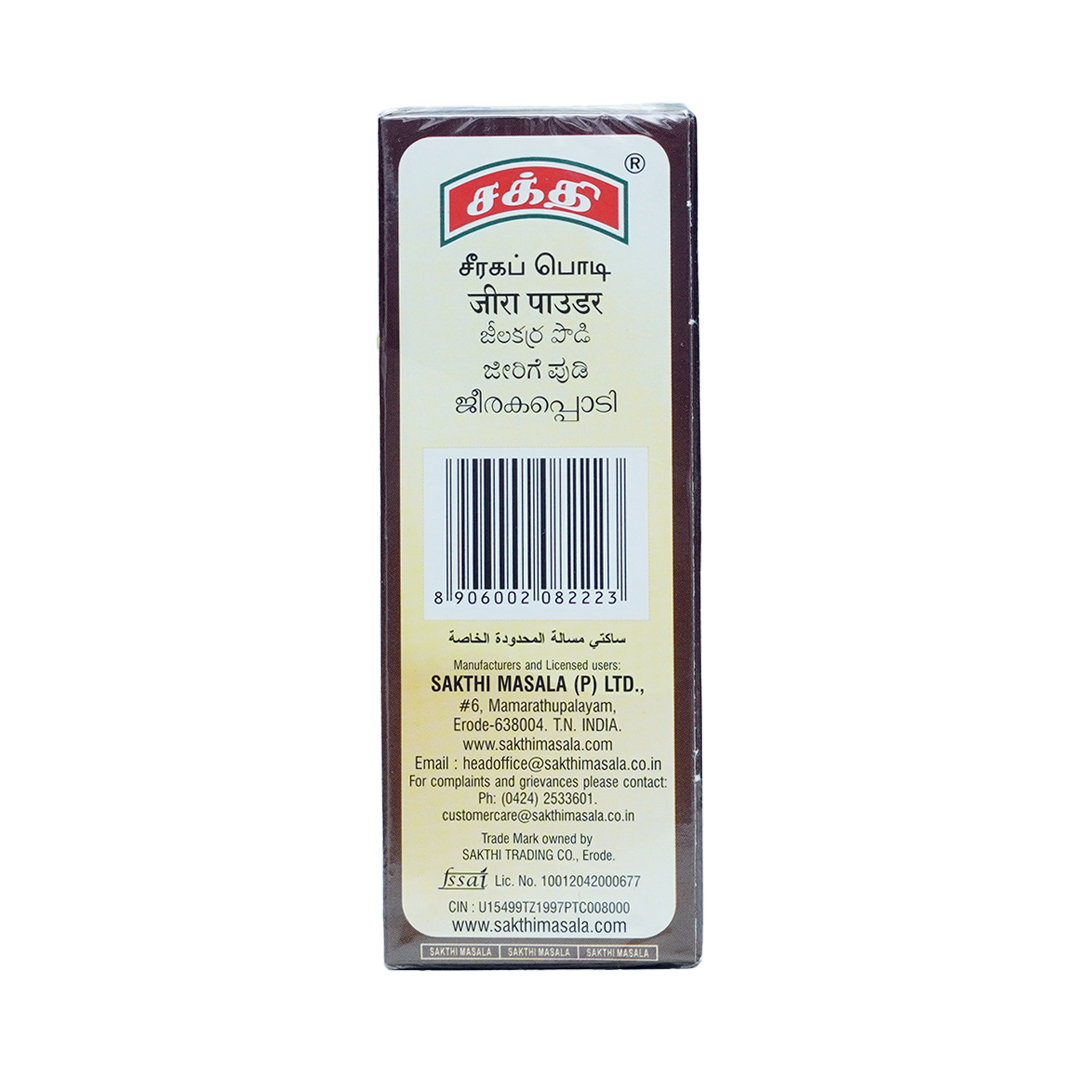 சக்தி ®
சீரகப் பொடி
जीरा पाउडर
జీలకర్ర పొడి
ಜೀರಿಗೆ ಪುಡಿ
ജീരകപ്പൊടി
8 906002 082223
ساكتي مسالة المحدودة الخاصة
Manufacturers and Licensed users:
SAKTHI MASALA (P) LTD.,
#6, Mamarathupalayam,
Erode-638004. T.N. INDIA.
www.sakthimasala.com
Email : headoffice@sakthimasala.co.in
For complaints and grievances please contact:
Ph: (0424) 2533601.
customercare@sakthimasala.co.in
Trade Mark owned by
SAKTHI TRADING CO., Erode.
fssai Lic. No. 10012042000677
CIN : U15499TZ1997PTC008000
www.sakthimasala.com
SAKTHI MASALA | SAKTHI MASALA | SAKTHI MASALA